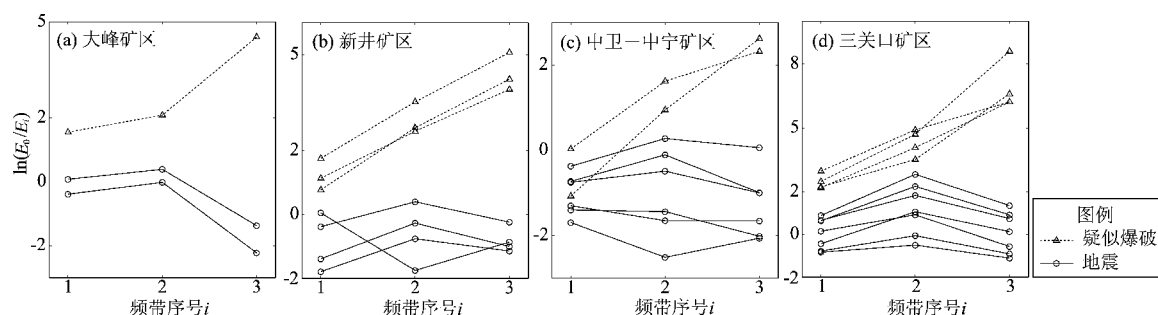 (a) 大峰矿区
(b) 新井矿区
(c) 中卫－中宁矿区
(d) 三关口矿区
ln(E₀/Eᵢ)
5
2
0
-2
5
2
0
-2
2
0
-2
8
5
2
0
-2
1 2 3
1 2 3
1 2 3
1 2 3
频带序号i
频带序号i
频带序号i
频带序号i
图例
疑似爆破
地震